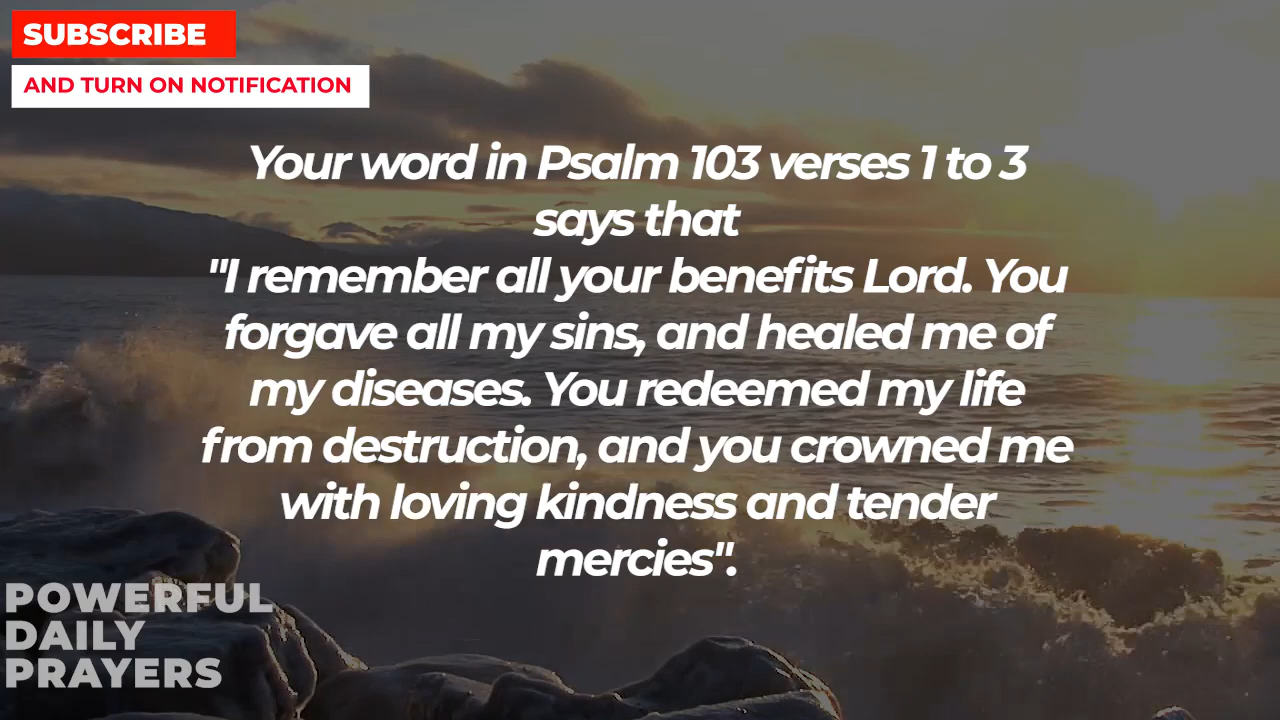 SUBSCRIBE
AND TURN ON NOTIFICATION
Your word in Psalm 103 verses 1 to 3
says that
"I remember all your benefits Lord. You
forgave all my sins, and healed me of
my diseases. You redeemed my life
from destruction, and you crowned me
with loving kindness and tender
mercies".
POWERFUL
DAILY
PRAYERS